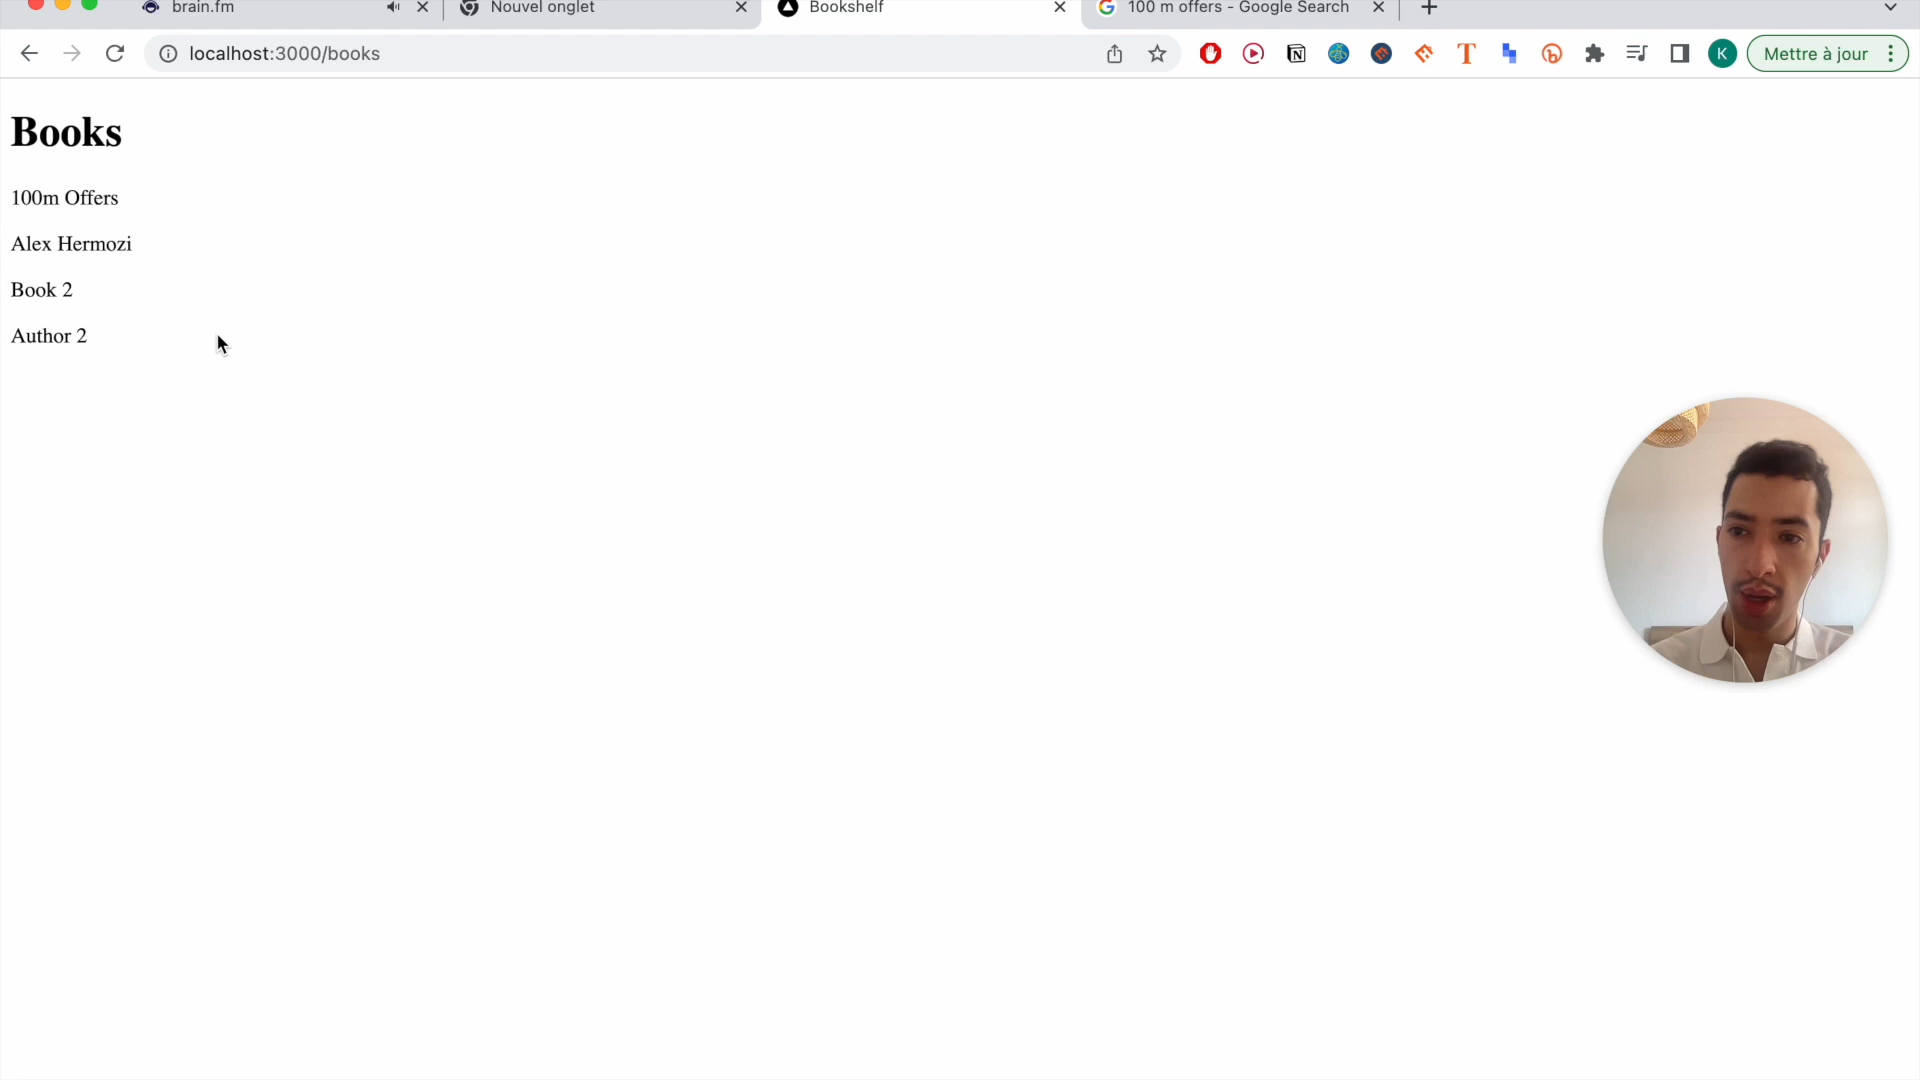 brain.fm
Nouvel onglet
Bookshelf
100 m offers - Google Search
localhost:3000/books
K
Mettre à jour
Books
100m Offers
Alex Hermozi
Book 2
Author 2